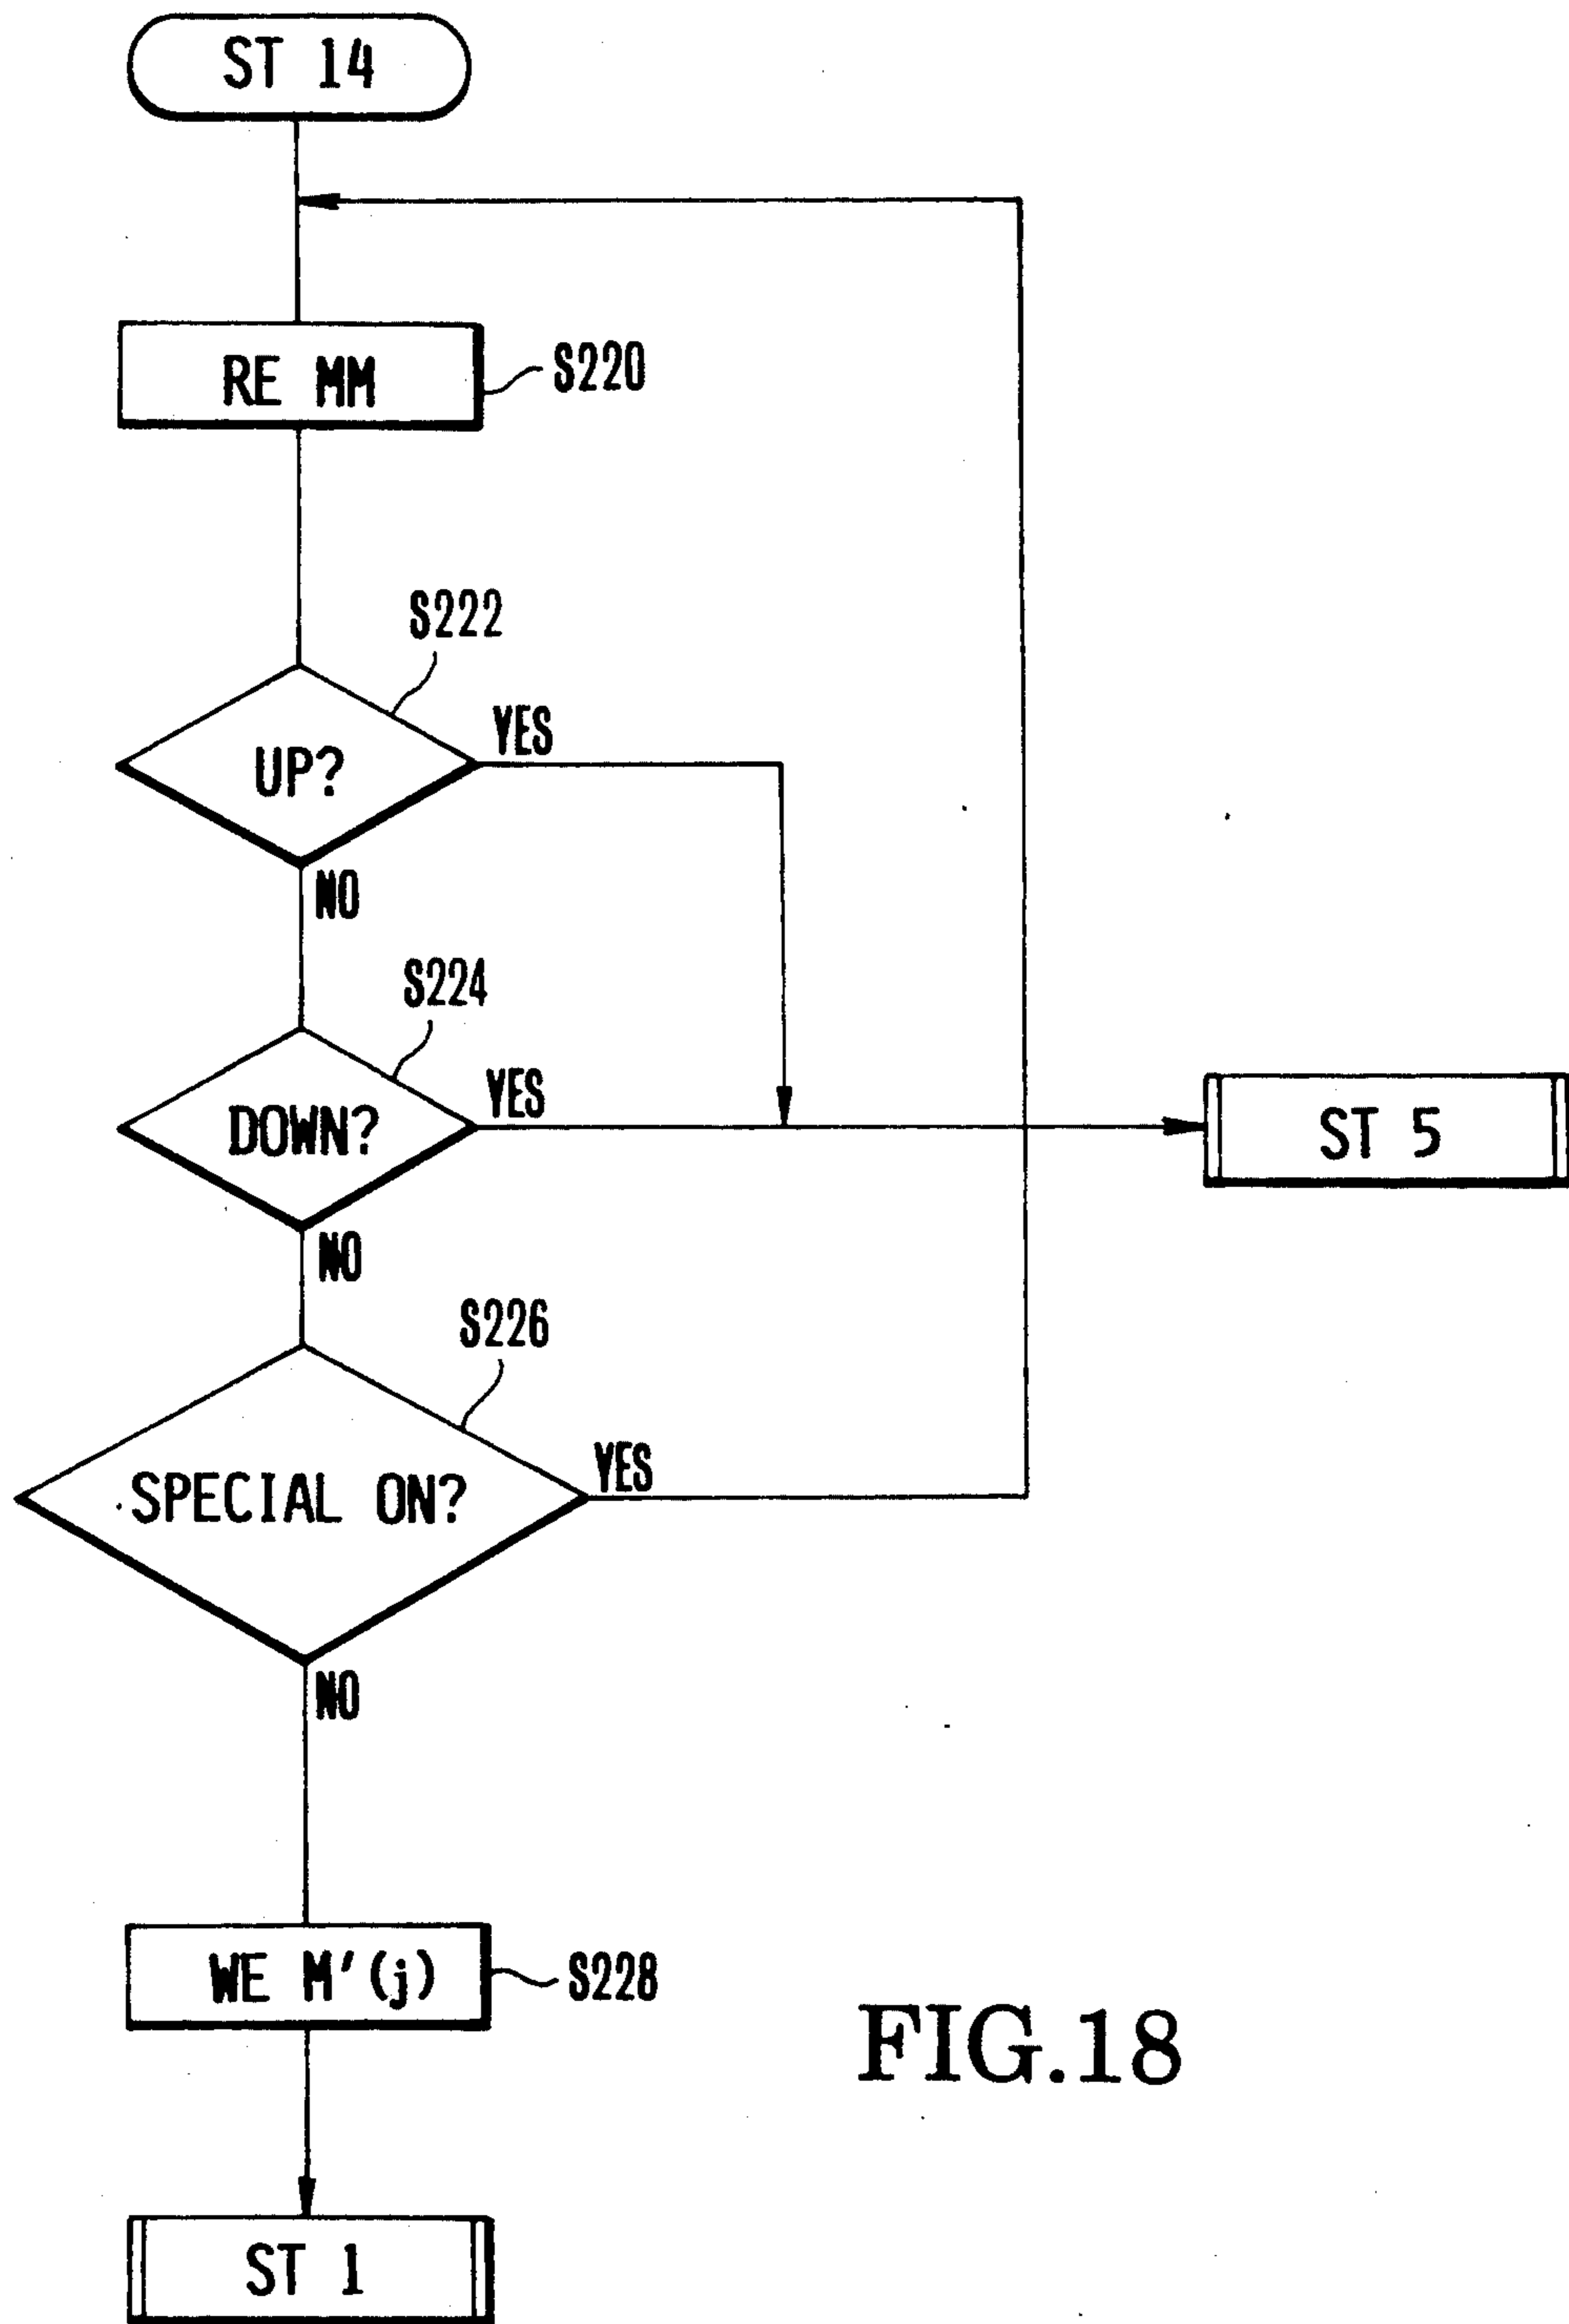 ST 14
RE MM
S220
S222
UP?
YES
NO
S224
DOWN?
YES
ST 5
NO
S226
SPECIAL ON?
YES
NO
WE M'(j)
S228
FIG.18
ST 1